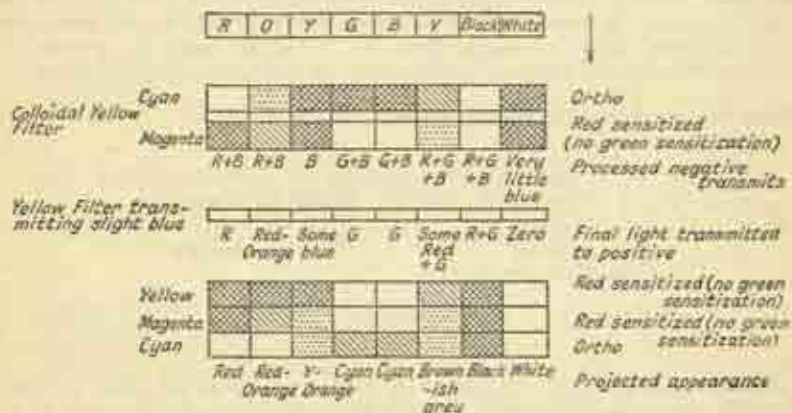 R O Y G B V Black White
Cyan Ortho
Colloidal Yellow
Filter Red sensitized
Magenta (no green sensitization)
R+B R+B B G+B G+B R+G R+G Very
+B +B little
blue
Processed negative
transmits
Yellow Filter trans-
mitting slight blue
R Red- Some G G Some R+G Zero
Orange blue Red
+G
Final light transmitted
to positive
Yellow Red sensitized (no green
sensitization)
Magenta Red sensitized (no green
sensitization)
Cyan Ortho
Red Red- Y- Cyan Cyan Brown Black White
Orange Orange -ish
grey
Projected appearance